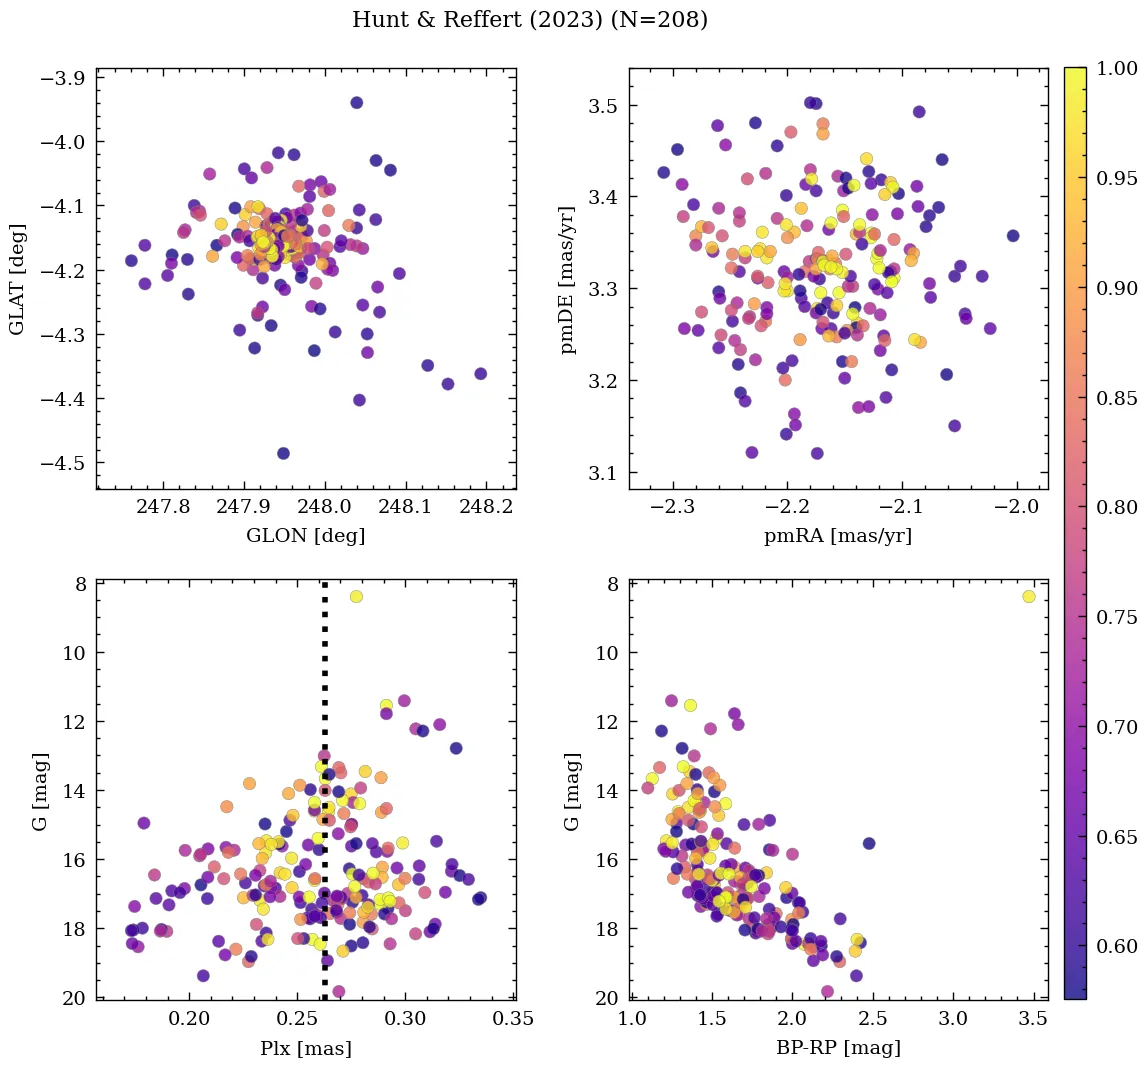 Hunt & Reffert (2023) (N=208)
−3.9
−4.0
−4.1
−4.2
−4.3
−4.4
−4.5
GLAT [deg]
247.8 247.9 248.0 248.1 248.2
GLON [deg]
3.5
3.4
3.3
3.2
3.1
pmDE [mas/yr]
−2.3 −2.2 −2.1 −2.0
pmRA [mas/yr]
8
10
12
14
16
18
20
G [mag]
0.20 0.25 0.30 0.35
Plx [mas]
8
10
12
14
16
18
20
G [mag]
1.0 1.5 2.0 2.5 3.0 3.5
BP-RP [mag]
1.00
0.95
0.90
0.85
0.80
0.75
0.70
0.65
0.60